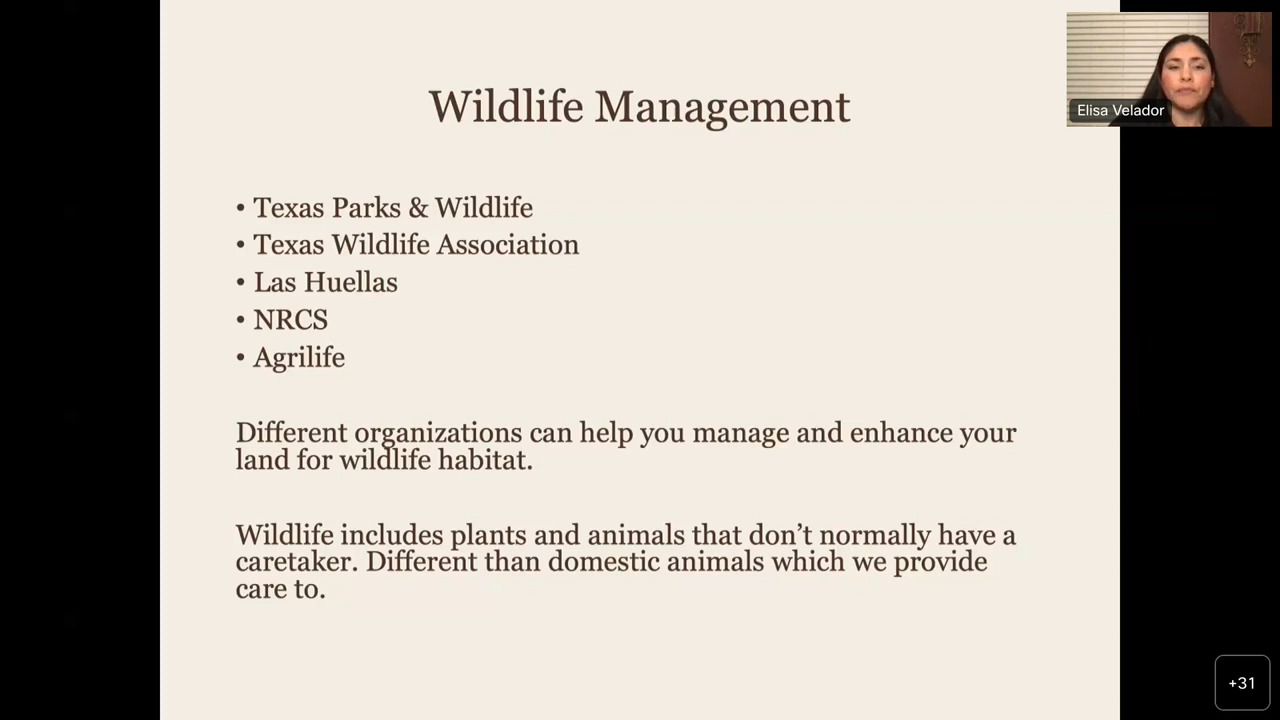 Wildlife Management
• Texas Parks & Wildlife
• Texas Wildlife Association
• Las Huellas
• NRCS
• Agrilife
Different organizations can help you manage and enhance your
land for wildlife habitat.
Wildlife includes plants and animals that don’t normally have a
caretaker. Different than domestic animals which we provide
care to.
Elisa Velador
+31